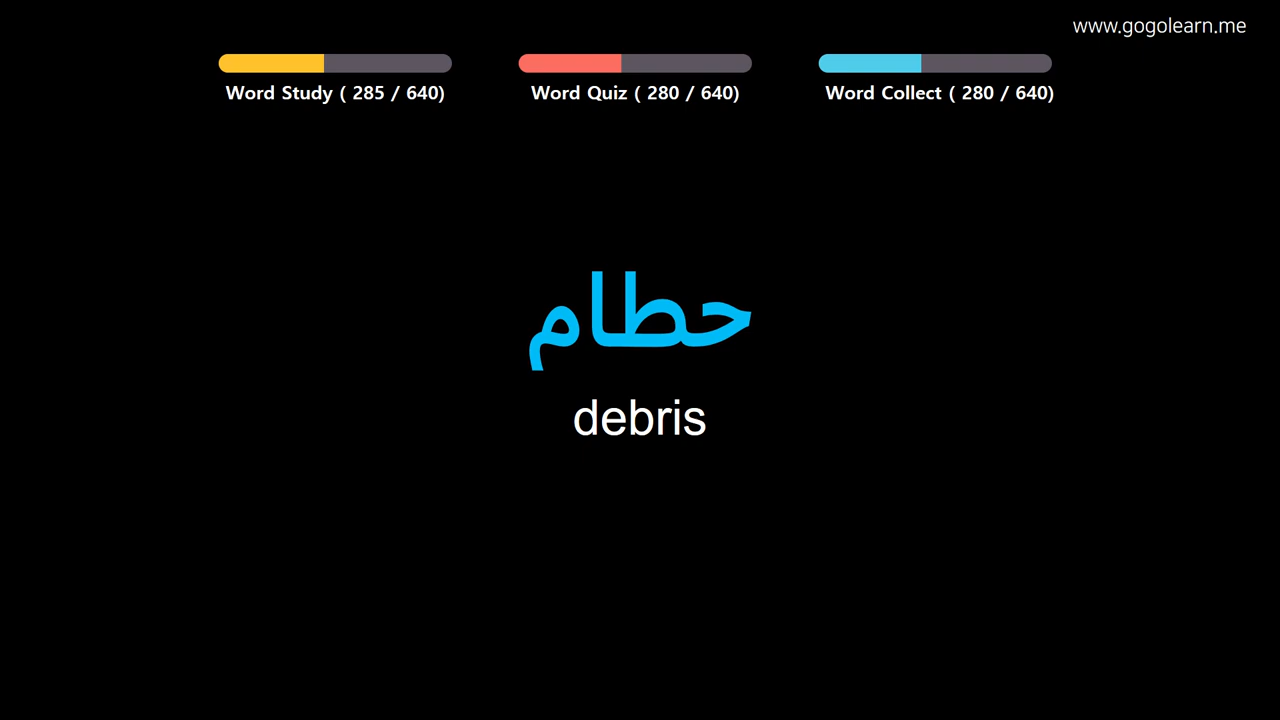 www.gogolearn.me
Word Study ( 285 / 640)
Word Quiz ( 280 / 640)
Word Collect ( 280 / 640)
حطام
debris